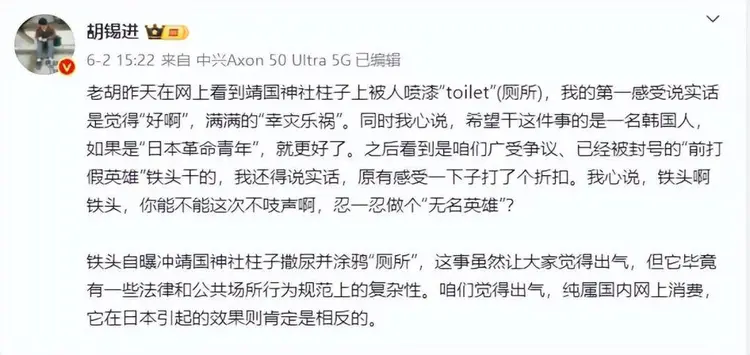 胡锡进
6-2 15:22 来自 中兴Axon 50 Ultra 5G 已编辑
老胡昨天在网上看到靖国神社柱子上被人喷漆“toilet”(厕所)，我的第一感受说实话
是觉得“好啊”，满满的“幸灾乐祸”。同时我心说，希望干这件事的是一名韩国人，
如果是“日本革命青年”，就更好了。之后看到是咱们广受争议、已经被封号的“前打
假英雄”铁头干的，我还得说实话，原有感受一下子打了个折扣。我心说，铁头啊
铁头，你能不能这次不吱声啊，忍一忍做个“无名英雄”？
铁头自曝冲靖国神社柱子撒尿并涂鸦“厕所”，这事虽然让大家觉得出气，但它毕竟
有一些法律和公共场所行为规范上的复杂性。咱们觉得出气，纯属国内网上消费，
它在日本引起的效果则肯定是相反的。